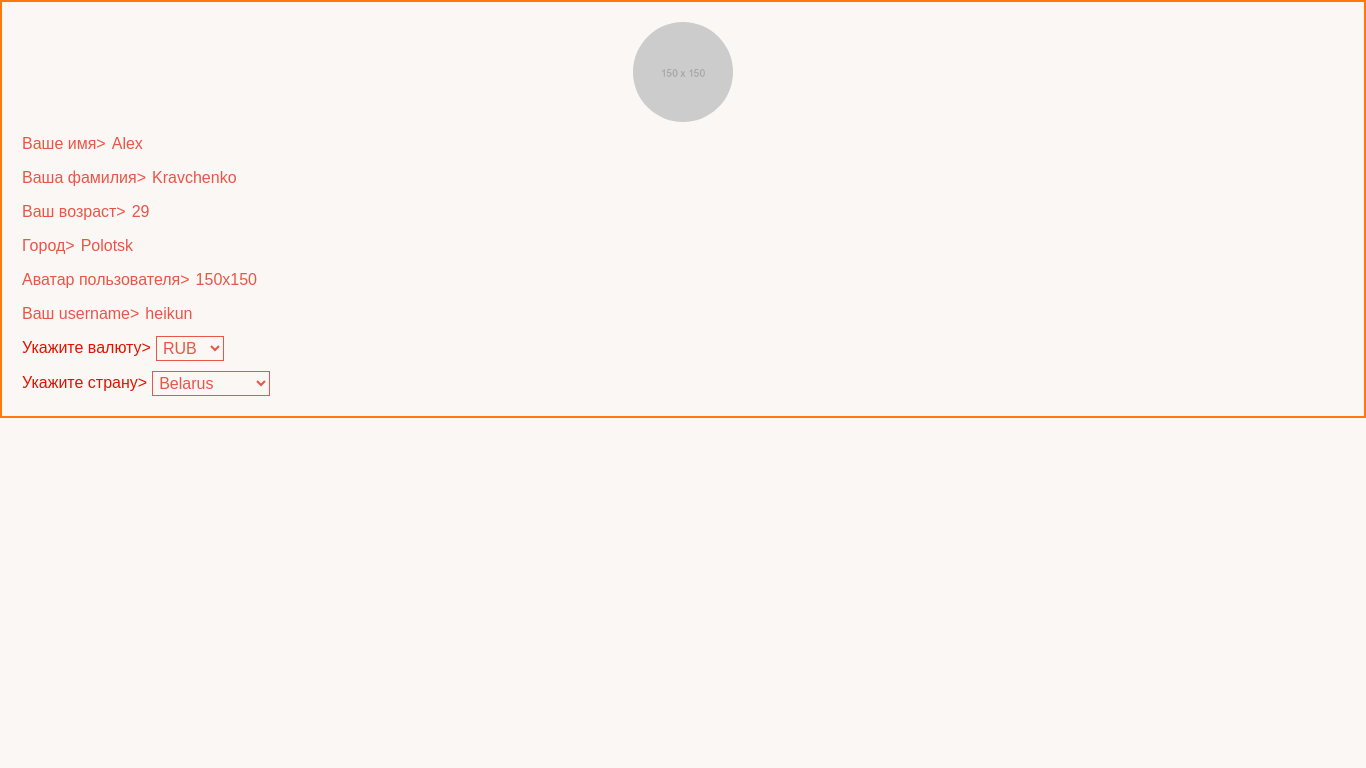 150 x 150
Ваше имя> Alex
Ваша фамилия> Kravchenko
Ваш возраст> 29
Город> Polotsk
Аватар пользователя> 150x150
Ваш username> heikun
Укажите валюту> RUB
Укажите страну> Belarus